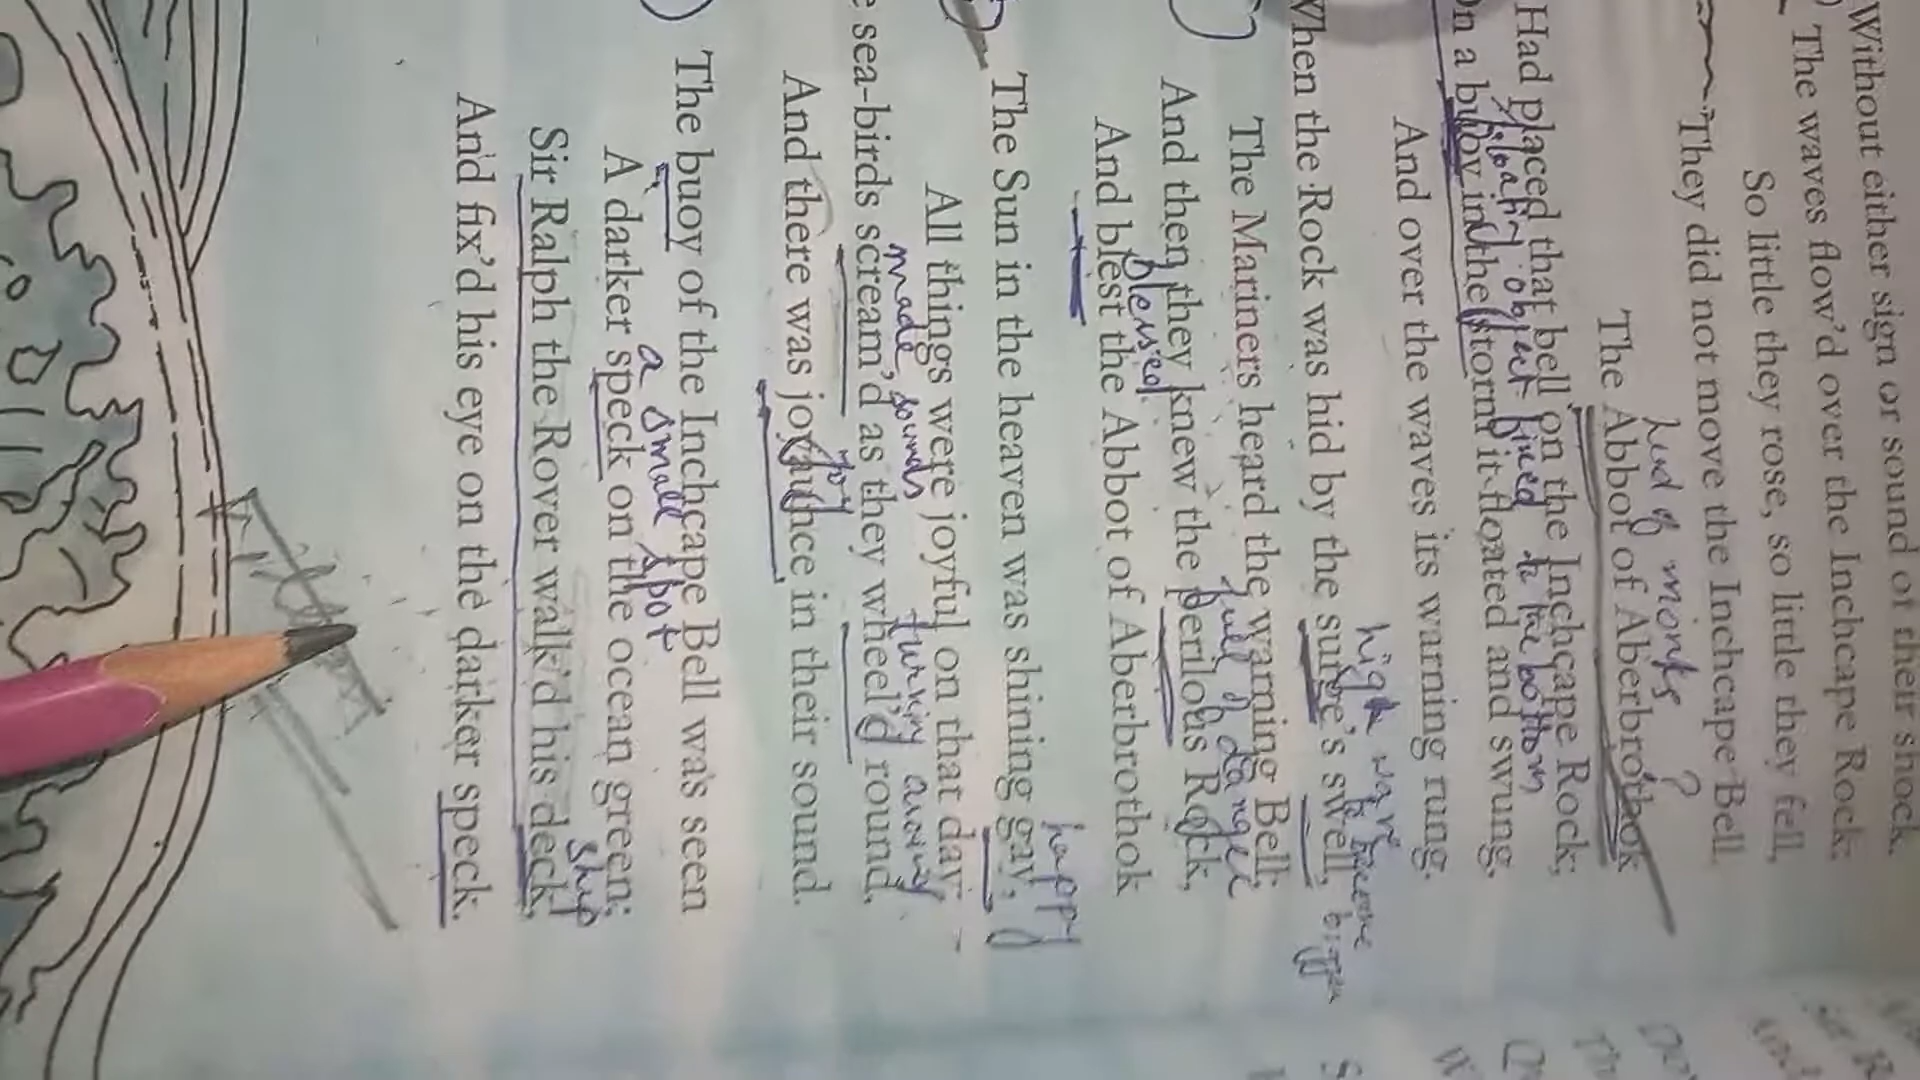 Without either sign or sound of their shock,
The waves flow'd over the Inchcape Rock;
So little they rose, so little they fell,
They did not move the Inchcape Bell.
of monks ?
The Abbot of Aberbrothok
Had placed that bell on the Inchcape Rock;
object fixed to the bottom
On a buoy in the storm it floated and swung,
And over the waves its warning rung.
high wave become bigger
When the Rock was hid by the surge's swell,
The Mariners heard the warning Bell;
full of danger
And then they knew the perilous Rock,
blessed
And blest the Abbot of Aberbrothok
happy
The Sun in the heaven was shining gay;
All things were joyful on that day
made sounds turning around
sea-birds scream'd as they wheel'd round,
joy
And there was joyaunce in their sound.
The buoy of the Inchcape Bell was seen
a small spot
A darker speck on the ocean green;
ship
Sir Ralph the Rover walk'd his deck,
And fix'd his eye on the darker speck.